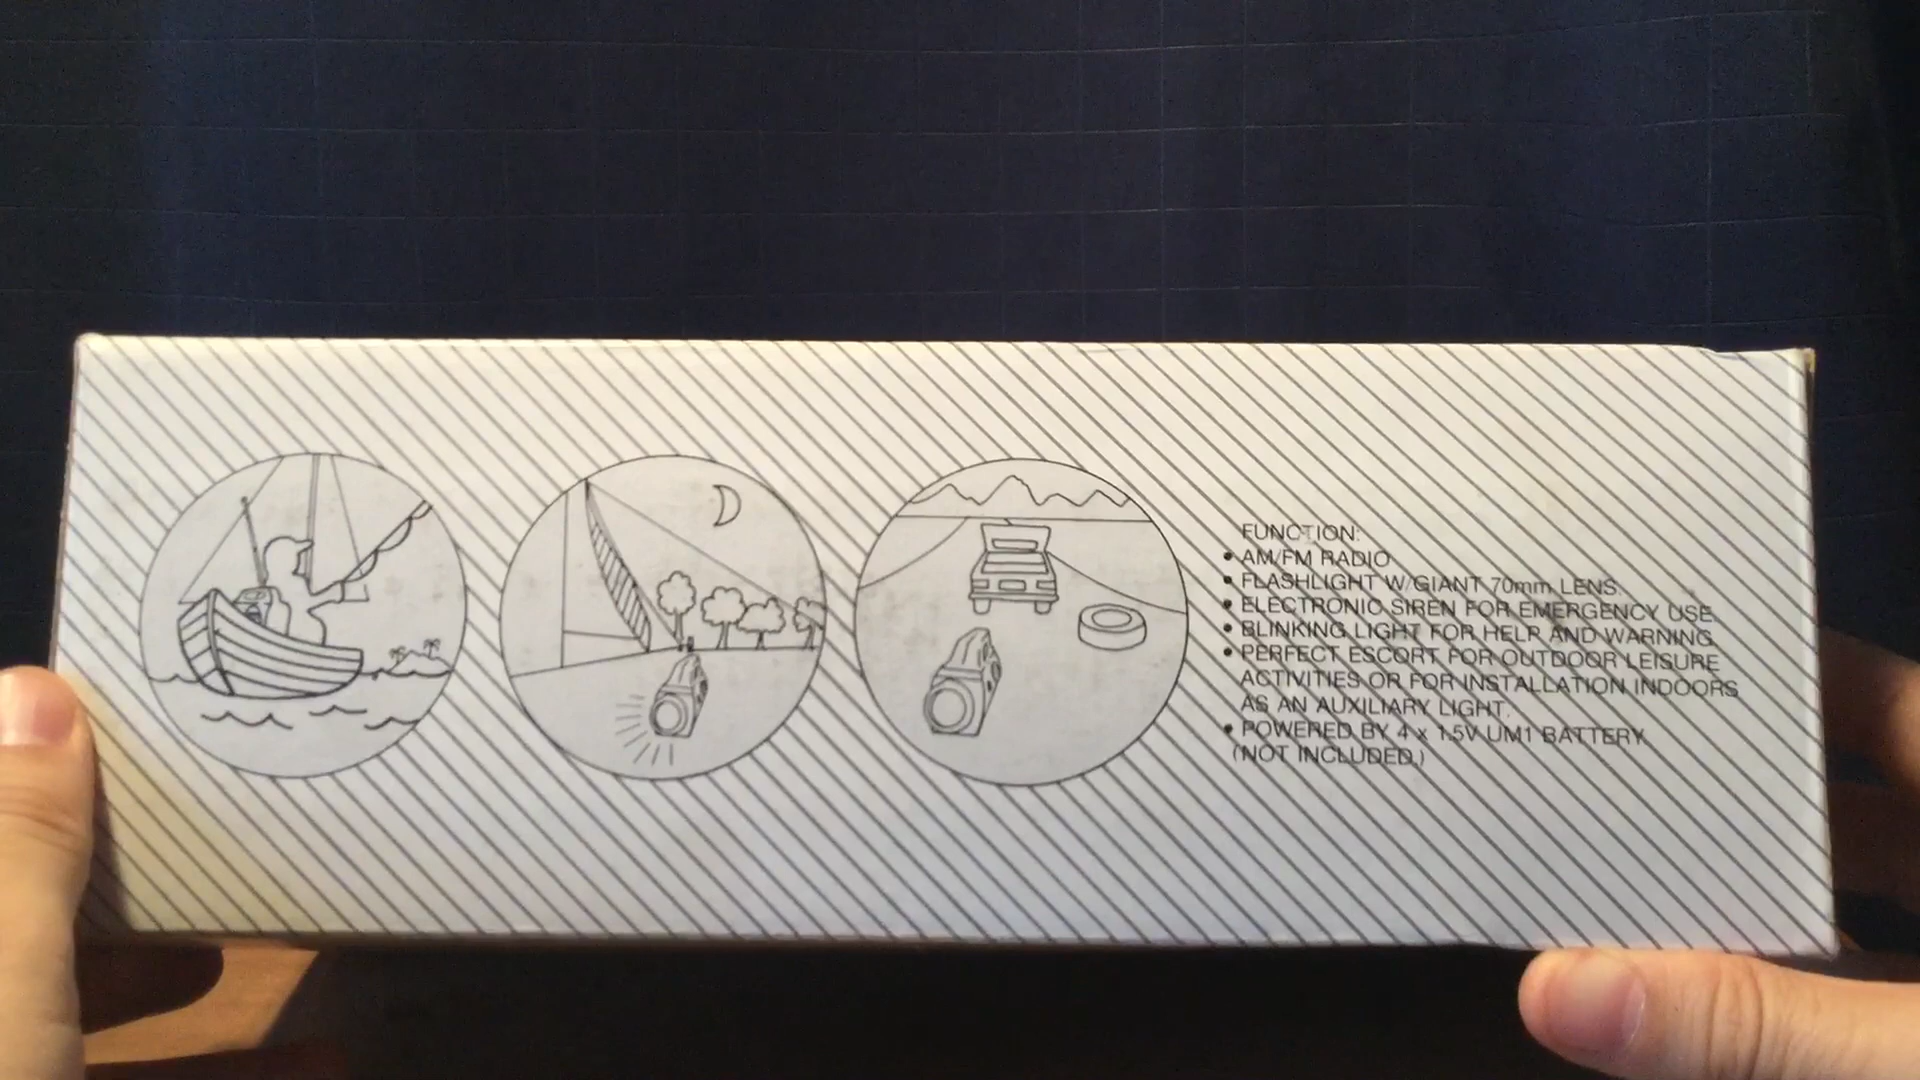 FUNCTION:
• AM/FM RADIO
• FLASHLIGHT W/GIANT 70mm LENS.
• ELECTRONIC SIREN FOR EMERGENCY USE.
• BLINKING LIGHT FOR HELP AND WARNING.
• PERFECT ESCORT FOR OUTDOOR LEISURE
ACTIVITIES OR FOR INSTALLATION INDOORS
AS AN AUXILIARY LIGHT.
• POWERED BY 4 x 1.5V UM1 BATTERY
(NOT INCLUDED.)